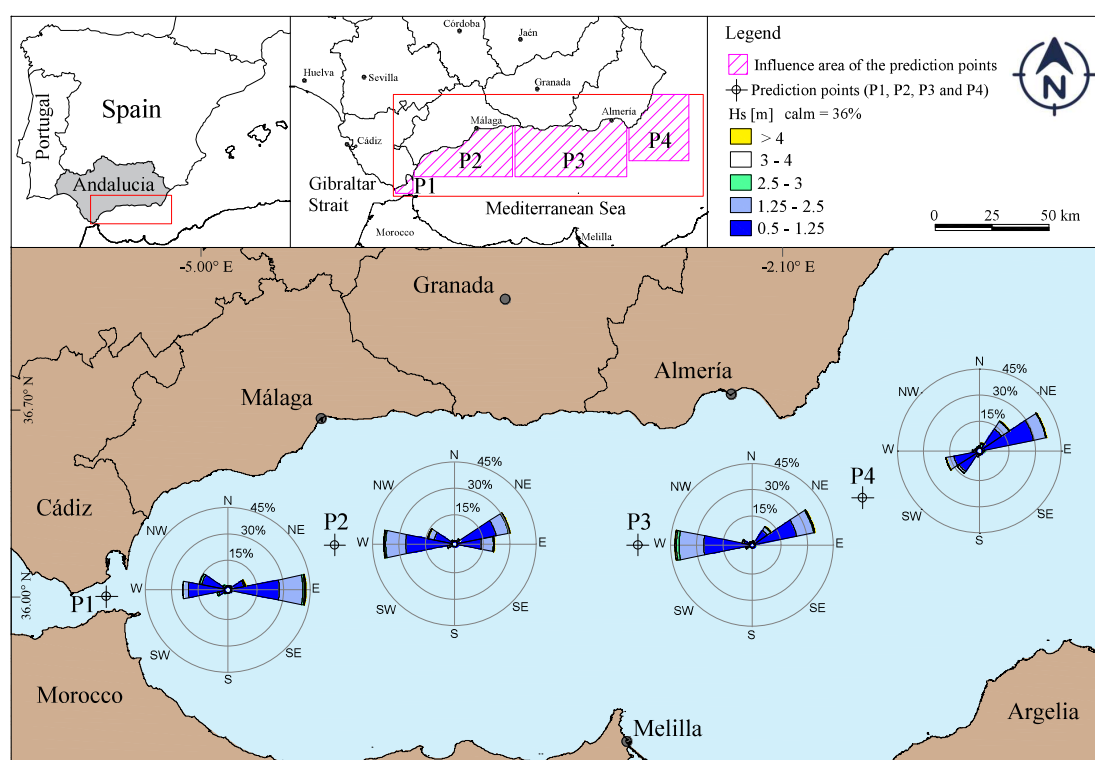 Portugal
Spain
Andalucia
Córdoba
Jaén
Huelva
Sevilla
Granada
Málaga
Almería
Cádiz
P1
P2
P3
P4
Gibraltar
Strait
Mediterranean Sea
Morocco
Melilla
Legend
Influence area of the prediction points
Prediction points (P1, P2, P3 and P4)
Hs [m] calm = 36%
> 4
3 - 4
2.5 - 3
1.25 - 2.5
0.5 - 1.25
N
0 25 50 km
-5.00° E
-2.10° E
36.70° N
36.00° N
Granada
Málaga
Almería
Cádiz
Morocco
Melilla
Argelia
P1
N
NE
E
SE
S
SW
W
NW
15%
30%
45%
P2
N
NE
E
SE
S
SW
W
NW
15%
30%
45%
P3
N
NE
E
SE
S
SW
W
NW
15%
30%
45%
P4
N
NE
E
SE
S
SW
W
NW
15%
30%
45%